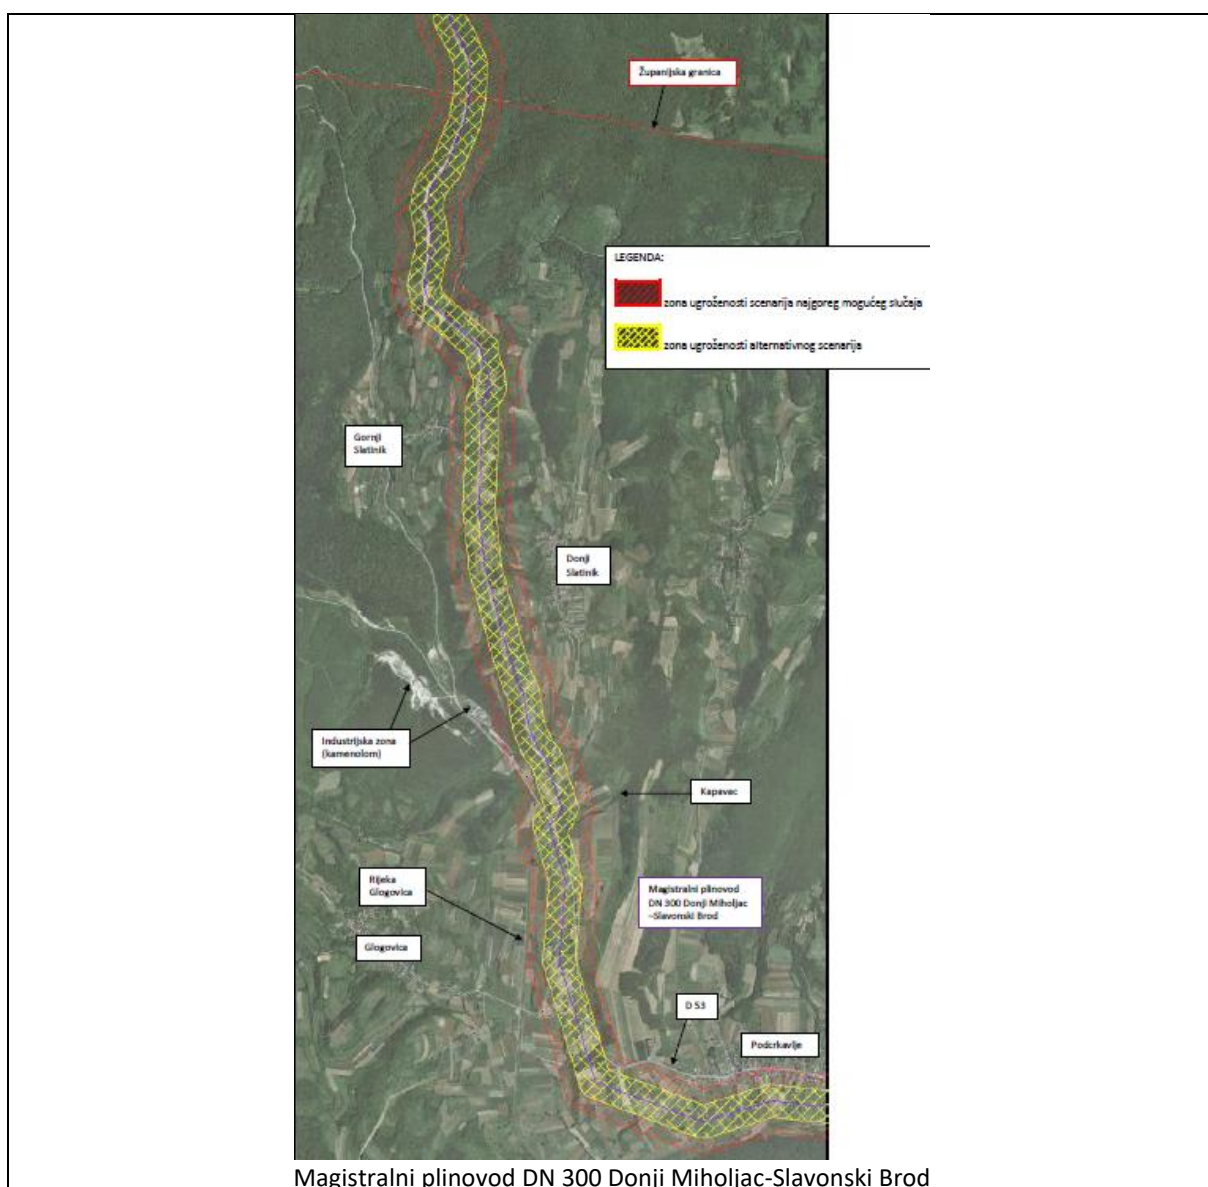 Županijska granica
LEGENDA:
zona ugroženosti scenarija najgoreg mogućeg slučaja
zona ugroženosti alternativnog scenarija
Gornji
Slatinik
Donji
Slatinik
Industrijska zona
(kamenolom)
Kapavac
Rijeka
Glogovica
Magistralni plinovod
DN 300 Donji Miholjac
–Slavonski Brod
Glogovica
D 53
Podcrkavlje
Magistralni plinovod DN 300 Donji Miholjac-Slavonski Brod